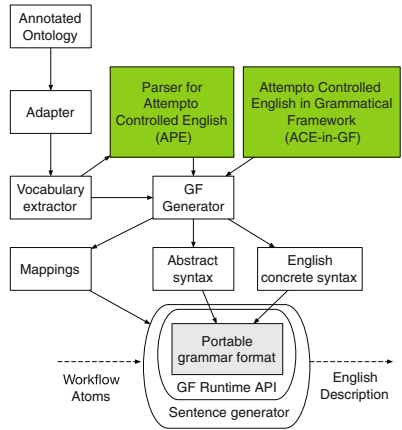 Annotated
Ontology
Adapter
Parser for
Attempto
Controlled English
(APE)
Attempto Controlled
English in Grammatical
Framework
(ACE-in-GF)
Vocabulary
extractor
GF
Generator
Mappings
Abstract
syntax
English
concrete syntax
Portable
grammar format
GF Runtime API
Sentence generator
Workflow
Atoms
English
Description